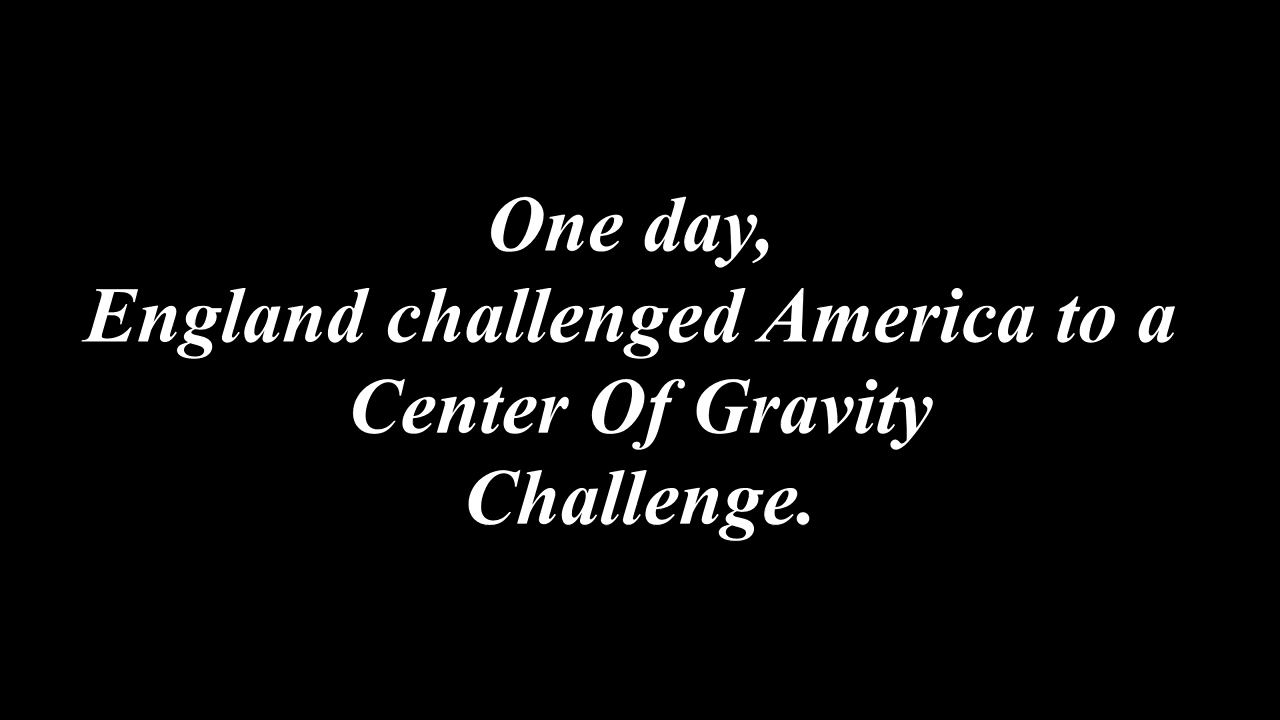 One day,
England challenged America to a
Center Of Gravity
Challenge.